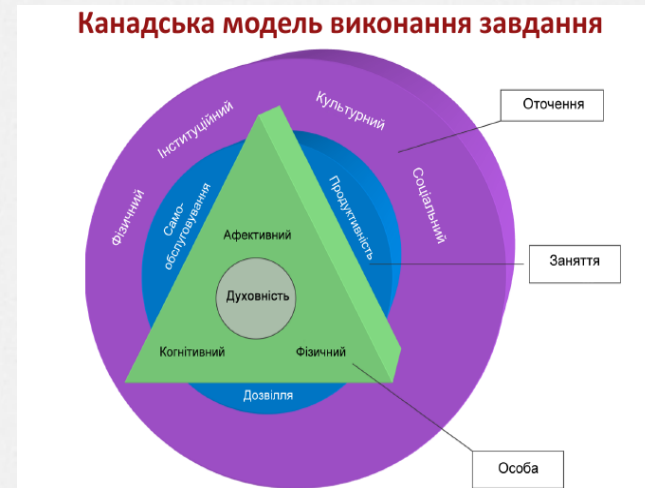 Канадська модель виконання завдання
Інституційний
Культурний
Оточення
Фізичний
Соціальний
Само-
обслуговування
Продуктивність
Афективний
Заняття
Духовність
Когнітивний
Фізичний
Дозвілля
Особа